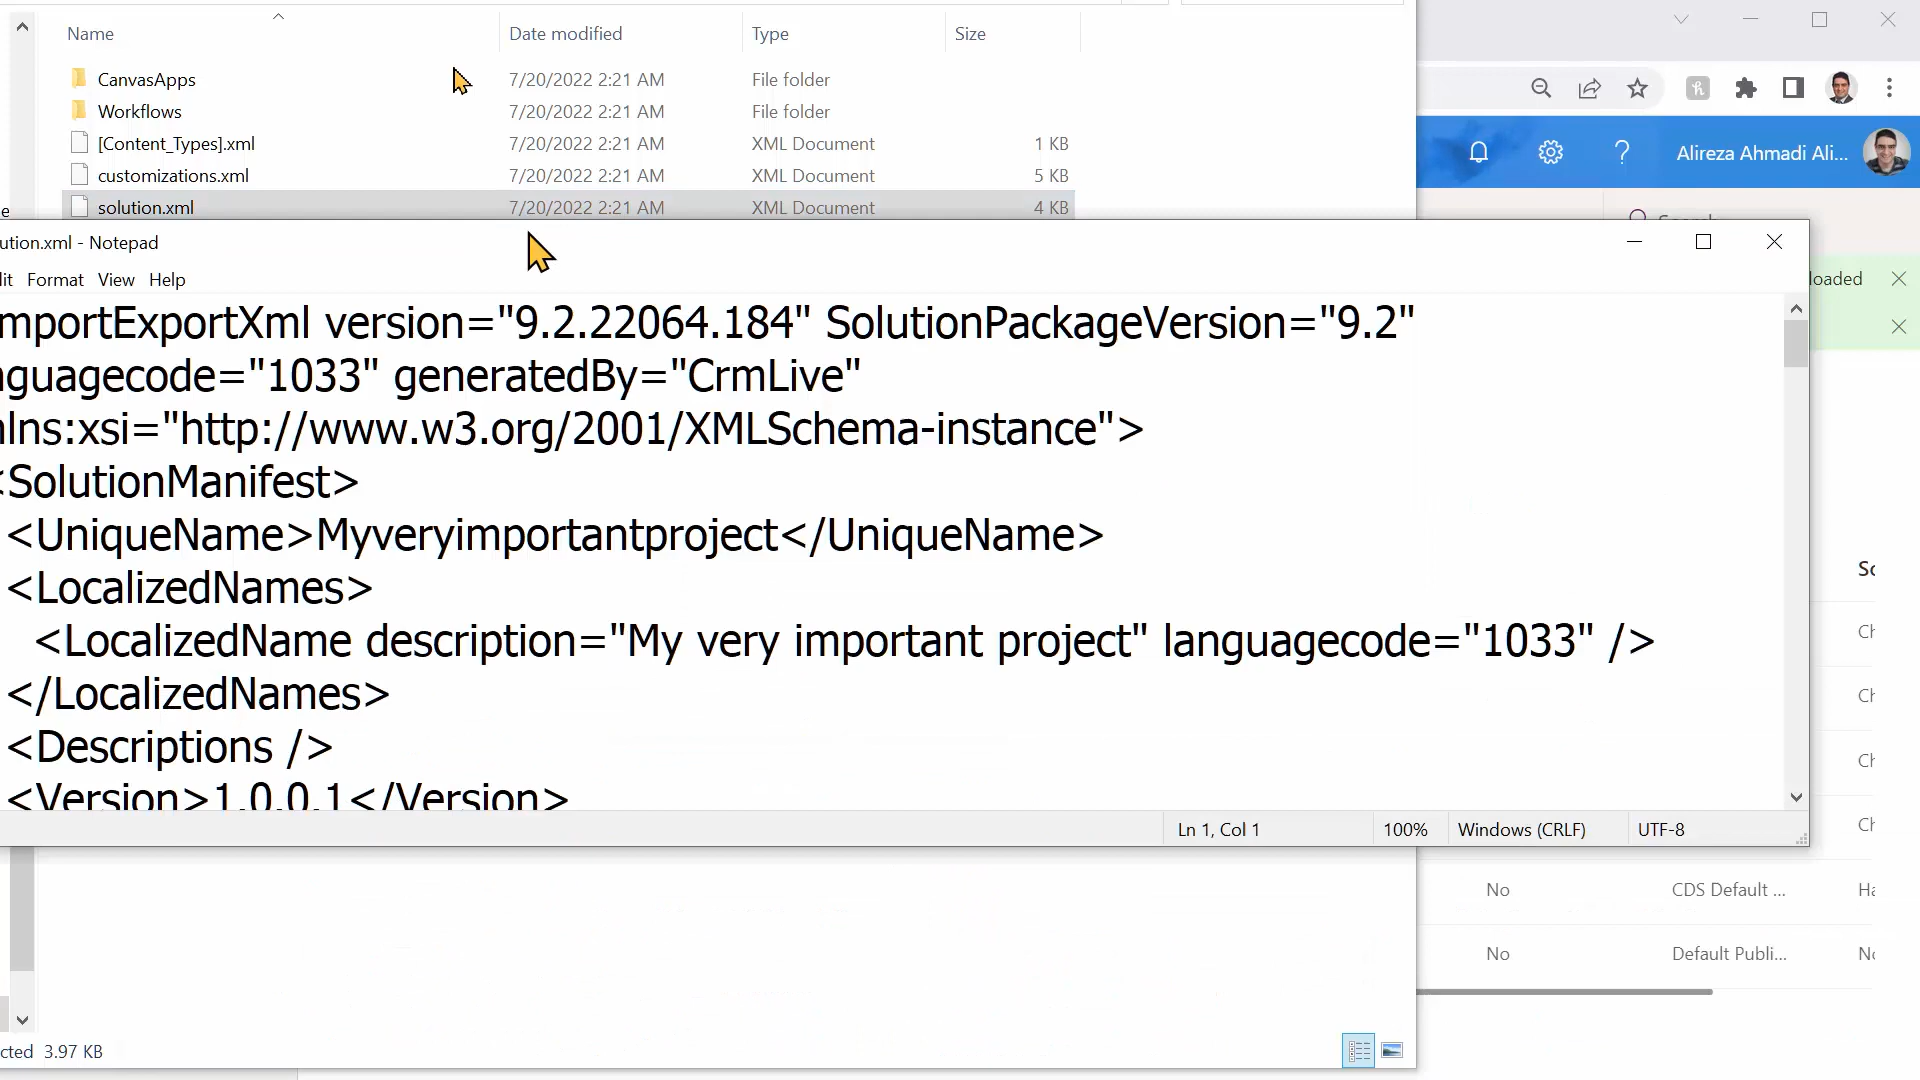 Name Date modified Type Size
CanvasApps 7/20/2022 2:21 AM File folder
Workflows 7/20/2022 2:21 AM File folder
[Content_Types].xml 7/20/2022 2:21 AM XML Document 1 KB
customizations.xml 7/20/2022 2:21 AM XML Document 5 KB
solution.xml 7/20/2022 2:21 AM XML Document 4 KB
Alireza Ahmadi Ali...
ution.xml - Notepad
it Format View Help
loaded
mportExportXml version="9.2.22064.184" SolutionPackageVersion="9.2"
nguagecode="1033" generatedBy="CrmLive"
mlns:xsi="http://www.w3.org/2001/XMLSchema-instance">
<SolutionManifest>
<UniqueName>Myveryimportantproject</UniqueName>
<LocalizedNames>
<LocalizedName description="My very important project" languagecode="1033" />
</LocalizedNames>
<Descriptions />
<Version>1.0.0.1</Version>
Ln 1, Col 1 100% Windows (CRLF) UTF-8
No CDS Default ...
No Default Publi...
cted 3.97 KB